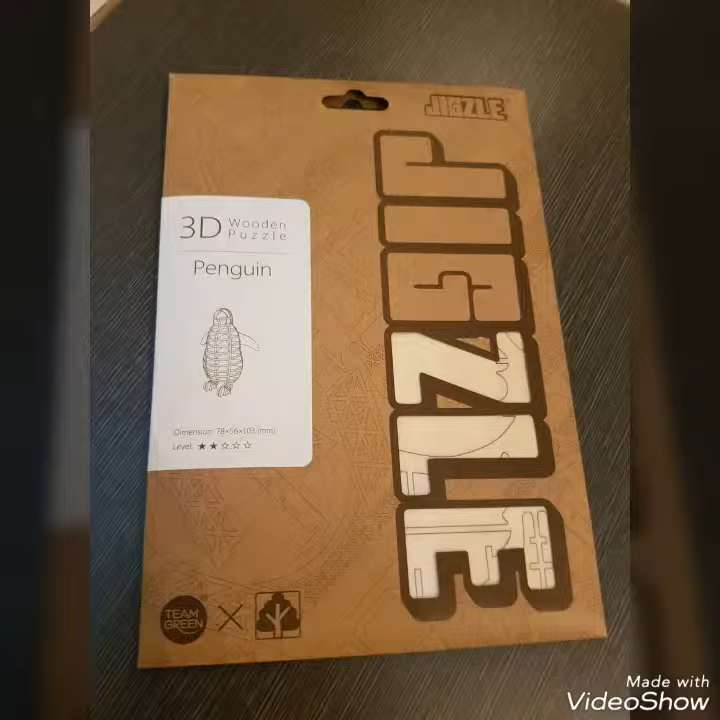 JIGZLE
JIGZLE
3D Wooden Puzzle
Penguin
Dimension: 78×56×103 (mm)
Level: ★★☆☆☆
TEAM GREEN
Made with
VideoShow